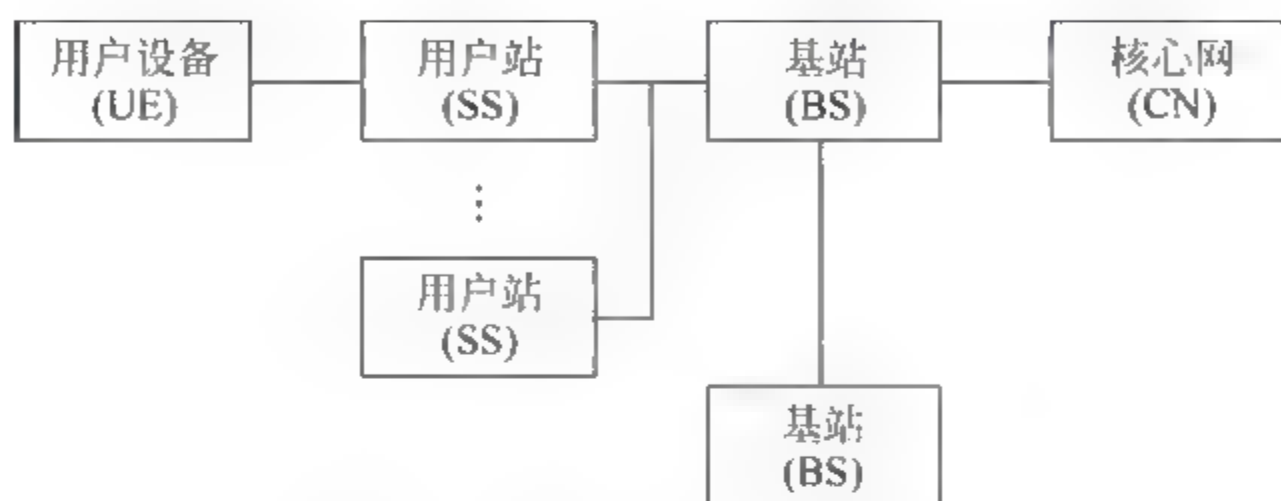 用户设备
(UE)
用户站
(SS)
基站
(BS)
核心网
(CN)
⋮
用户站
(SS)
基站
(BS)